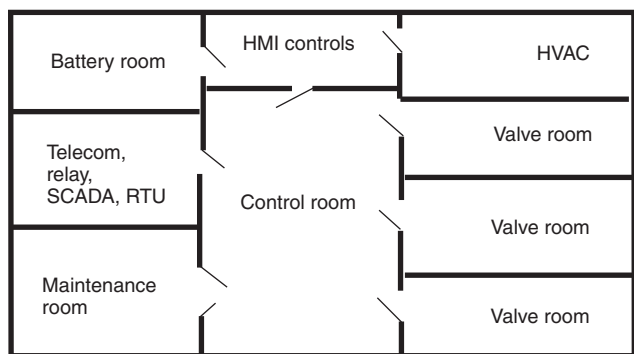 Battery room
HMI controls
HVAC
Telecom,
relay,
SCADA, RTU
Control room
Valve room
Valve room
Maintenance
room
Valve room